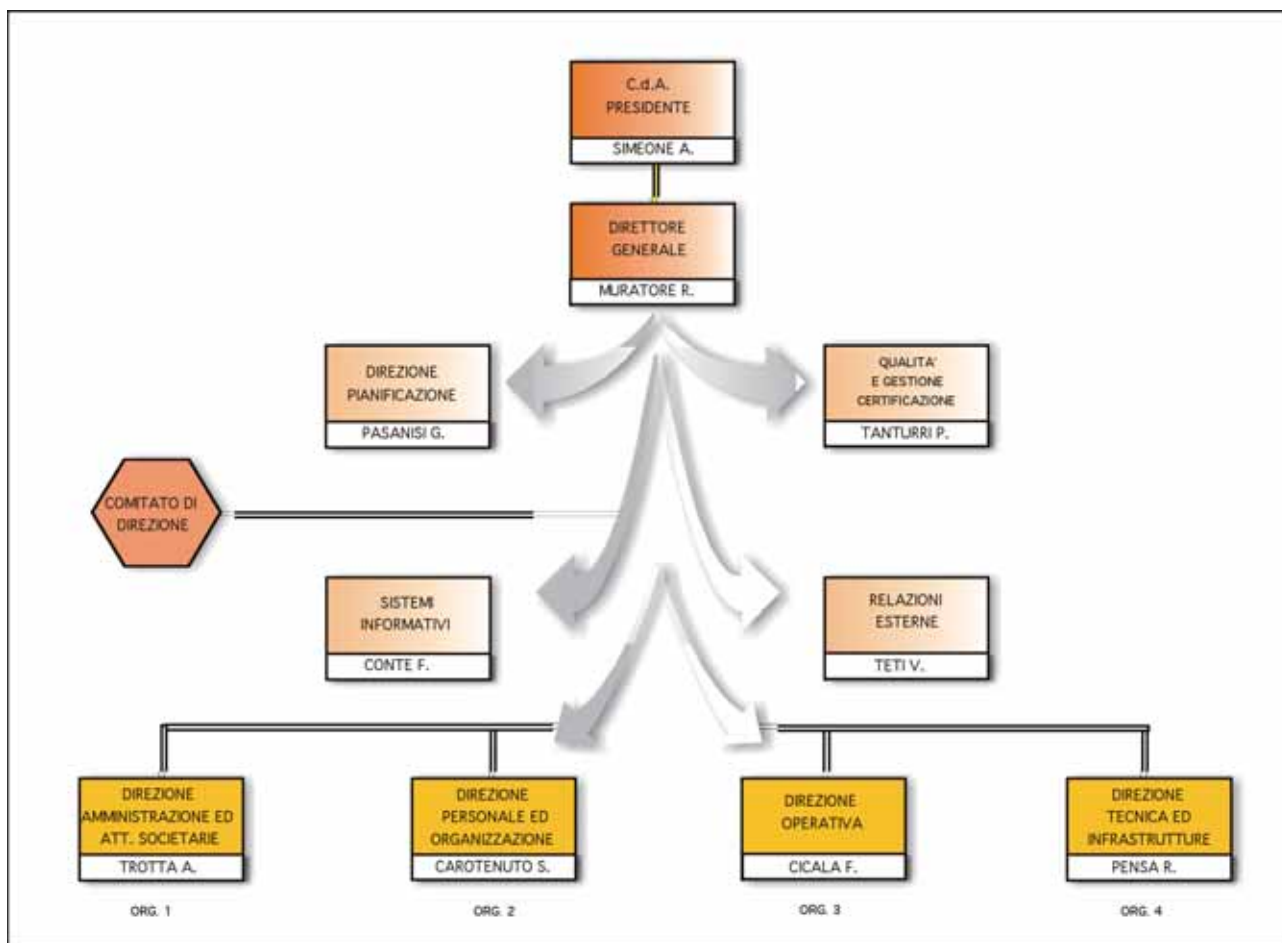 C.d.A.
PRESIDENTE
SIMEONE A.
DIRETTORE
GENERALE
MURATORE R.
DIREZIONE
PIANIFICAZIONE
PASANISI G.
QUALITA'
E GESTIONE
CERTIFICAZIONE
TANTURRI P.
COMITATO DI
DIREZIONE
SISTEMI
INFORMATIVI
CONTE F.
RELAZIONI
ESTERNE
TETI V.
DIREZIONE
AMMINISTRAZIONE ED
ATT. SOCIETARIE
TROTTA A.
ORG. 1
DIREZIONE
PERSONALE ED
ORGANIZZAZIONE
CAROTENUTO S.
ORG. 2
DIREZIONE
OPERATIVA
CICALA F.
ORG. 3
DIREZIONE
TECNICA ED
INFRASTRUTTURE
PENSA R.
ORG. 4